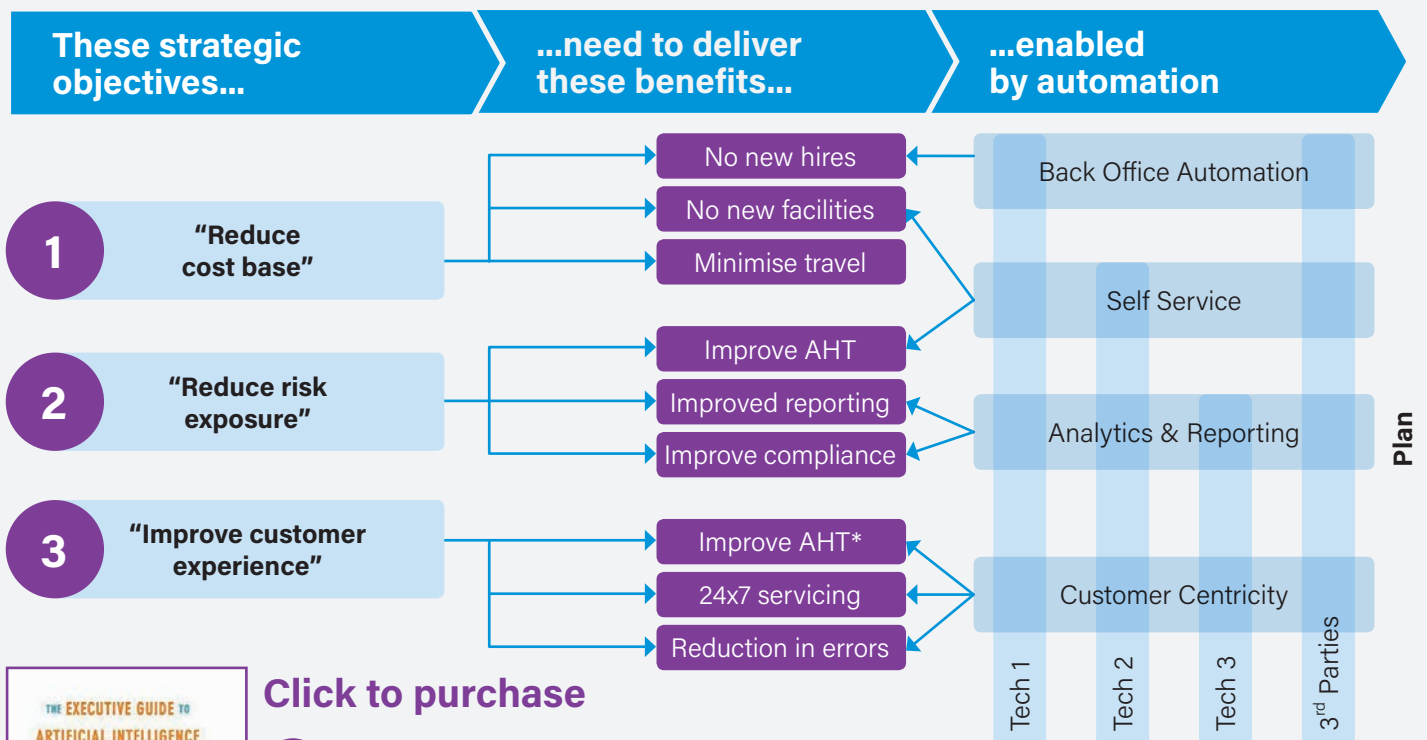 These strategic
objectives...
...need to deliver
these benefits...
...enabled
by automation
1
“Reduce
cost base”
No new hires
No new facilities
Minimise travel
Back Office Automation
Self Service
2
“Reduce risk
exposure”
Improve AHT
Improved reporting
Improve compliance
Analytics & Reporting
Plan
3
“Improve customer
experience”
Improve AHT*
24x7 servicing
Reduction in errors
Customer Centricity
Tech 1
Tech 2
Tech 3
3rd Parties
THE EXECUTIVE GUIDE TO
ARTIFICIAL INTELLIGENCE
Click to purchase